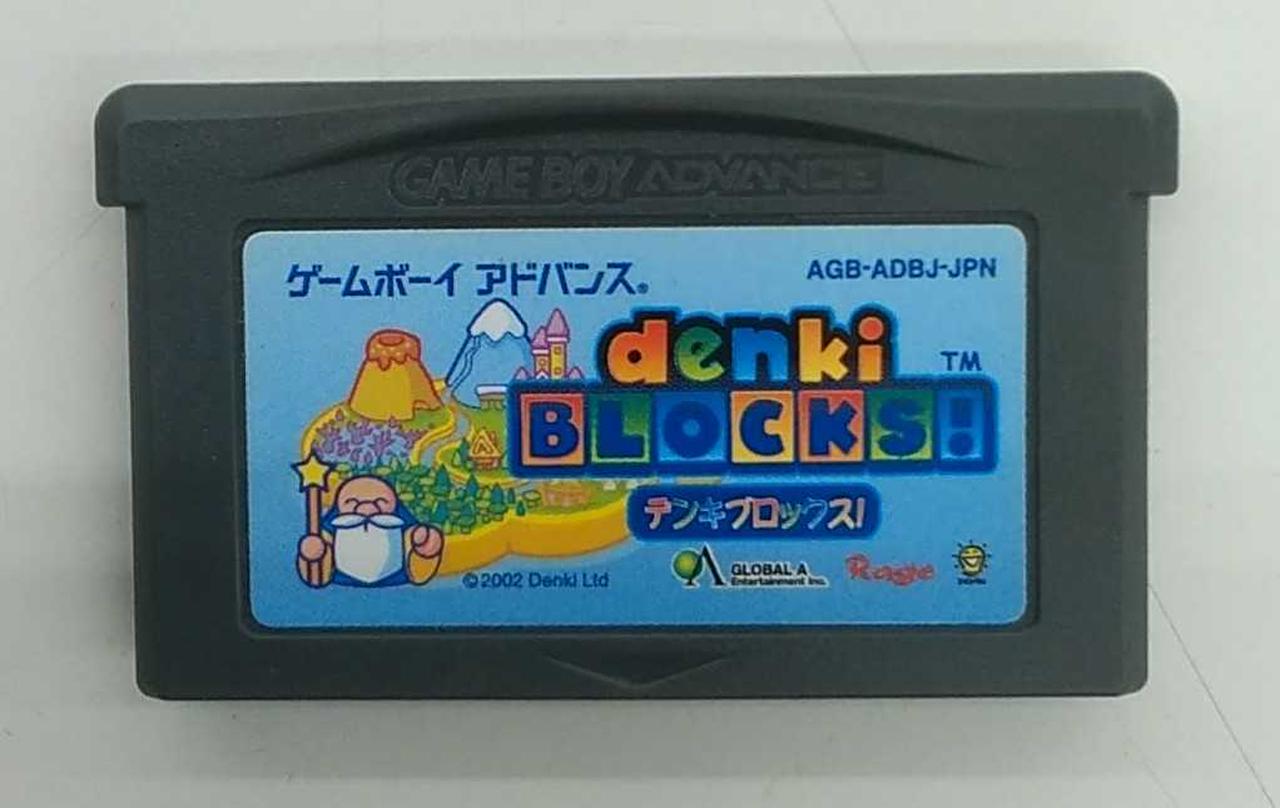 GAME BOY ADVANCE
ゲームボーイ アドバンス®
AGB-ADBJ-JPN
denki
TM
BLOCKS!
デンキブロックス!
GLOBAL A
Entertainment Inc.
Rage
DENKI
©2002 Denki Ltd